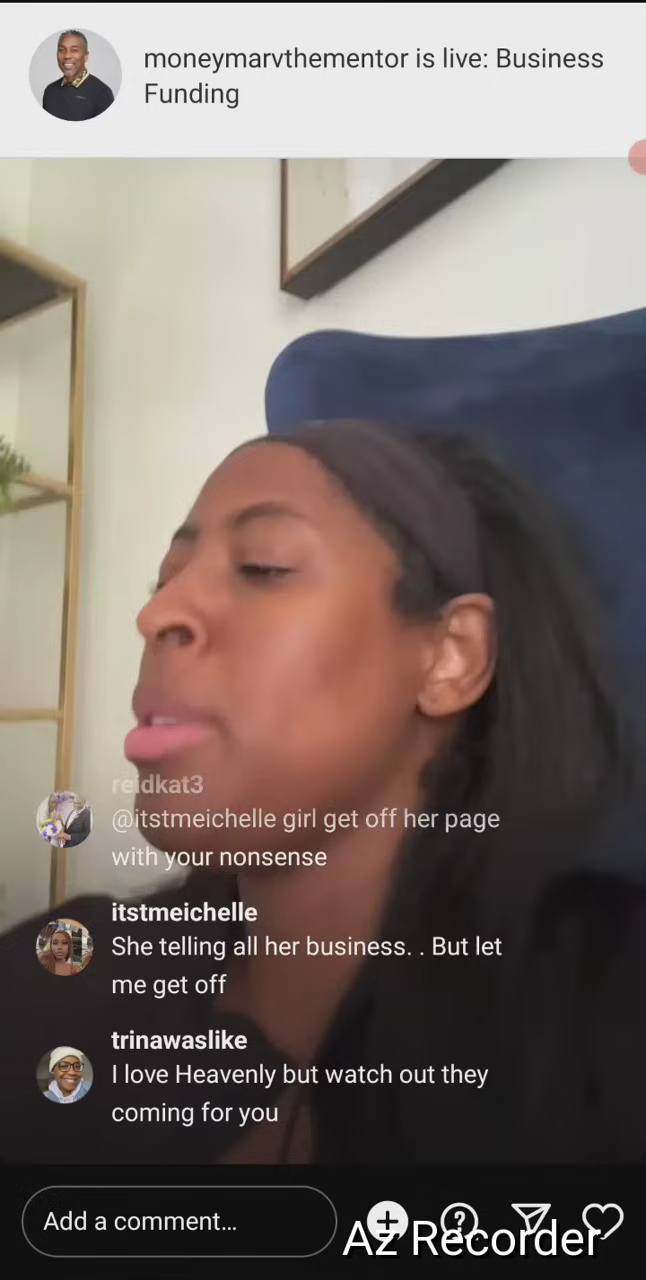 moneymarvthementor is live: Business
Funding
reidkat3
@itstmeichelle girl get off her page
with your nonsense
itstmeichelle
She telling all her business. . But let
me get off
trinawaslike
I love Heavenly but watch out they
coming for you
Add a comment...
Az Recorder